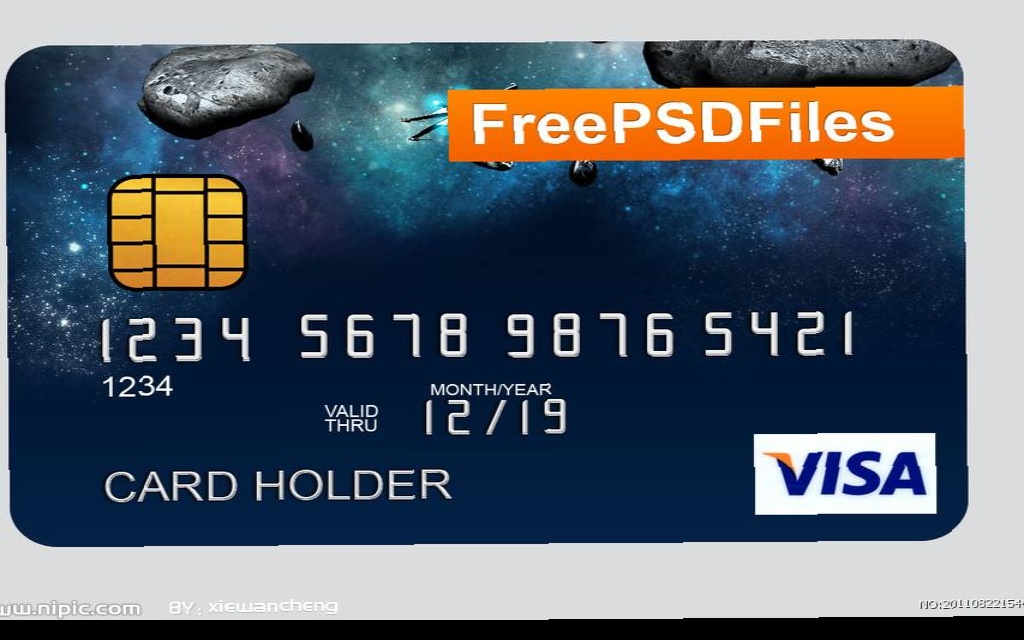 FreePSDFiles
1234 5678 9876 5421
1234
MONTH/YEAR
VALID THRU
12/19
CARD HOLDER
VISA
www.nipic.com BY: xiewancheng